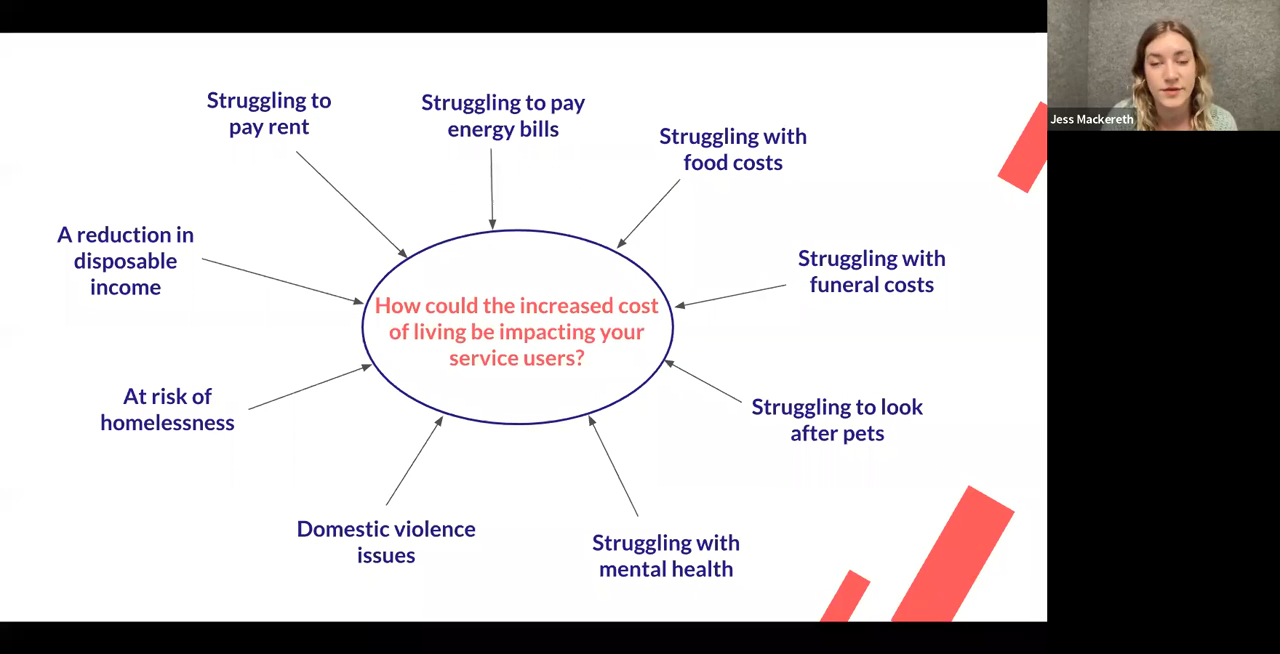 Struggling to
pay rent
Struggling to pay
energy bills
Struggling with
food costs
Jess Mackereth
A reduction in
disposable
income
Struggling with
funeral costs
How could the increased cost
of living be impacting your
service users?
At risk of
homelessness
Struggling to look
after pets
Domestic violence
issues
Struggling with
mental health